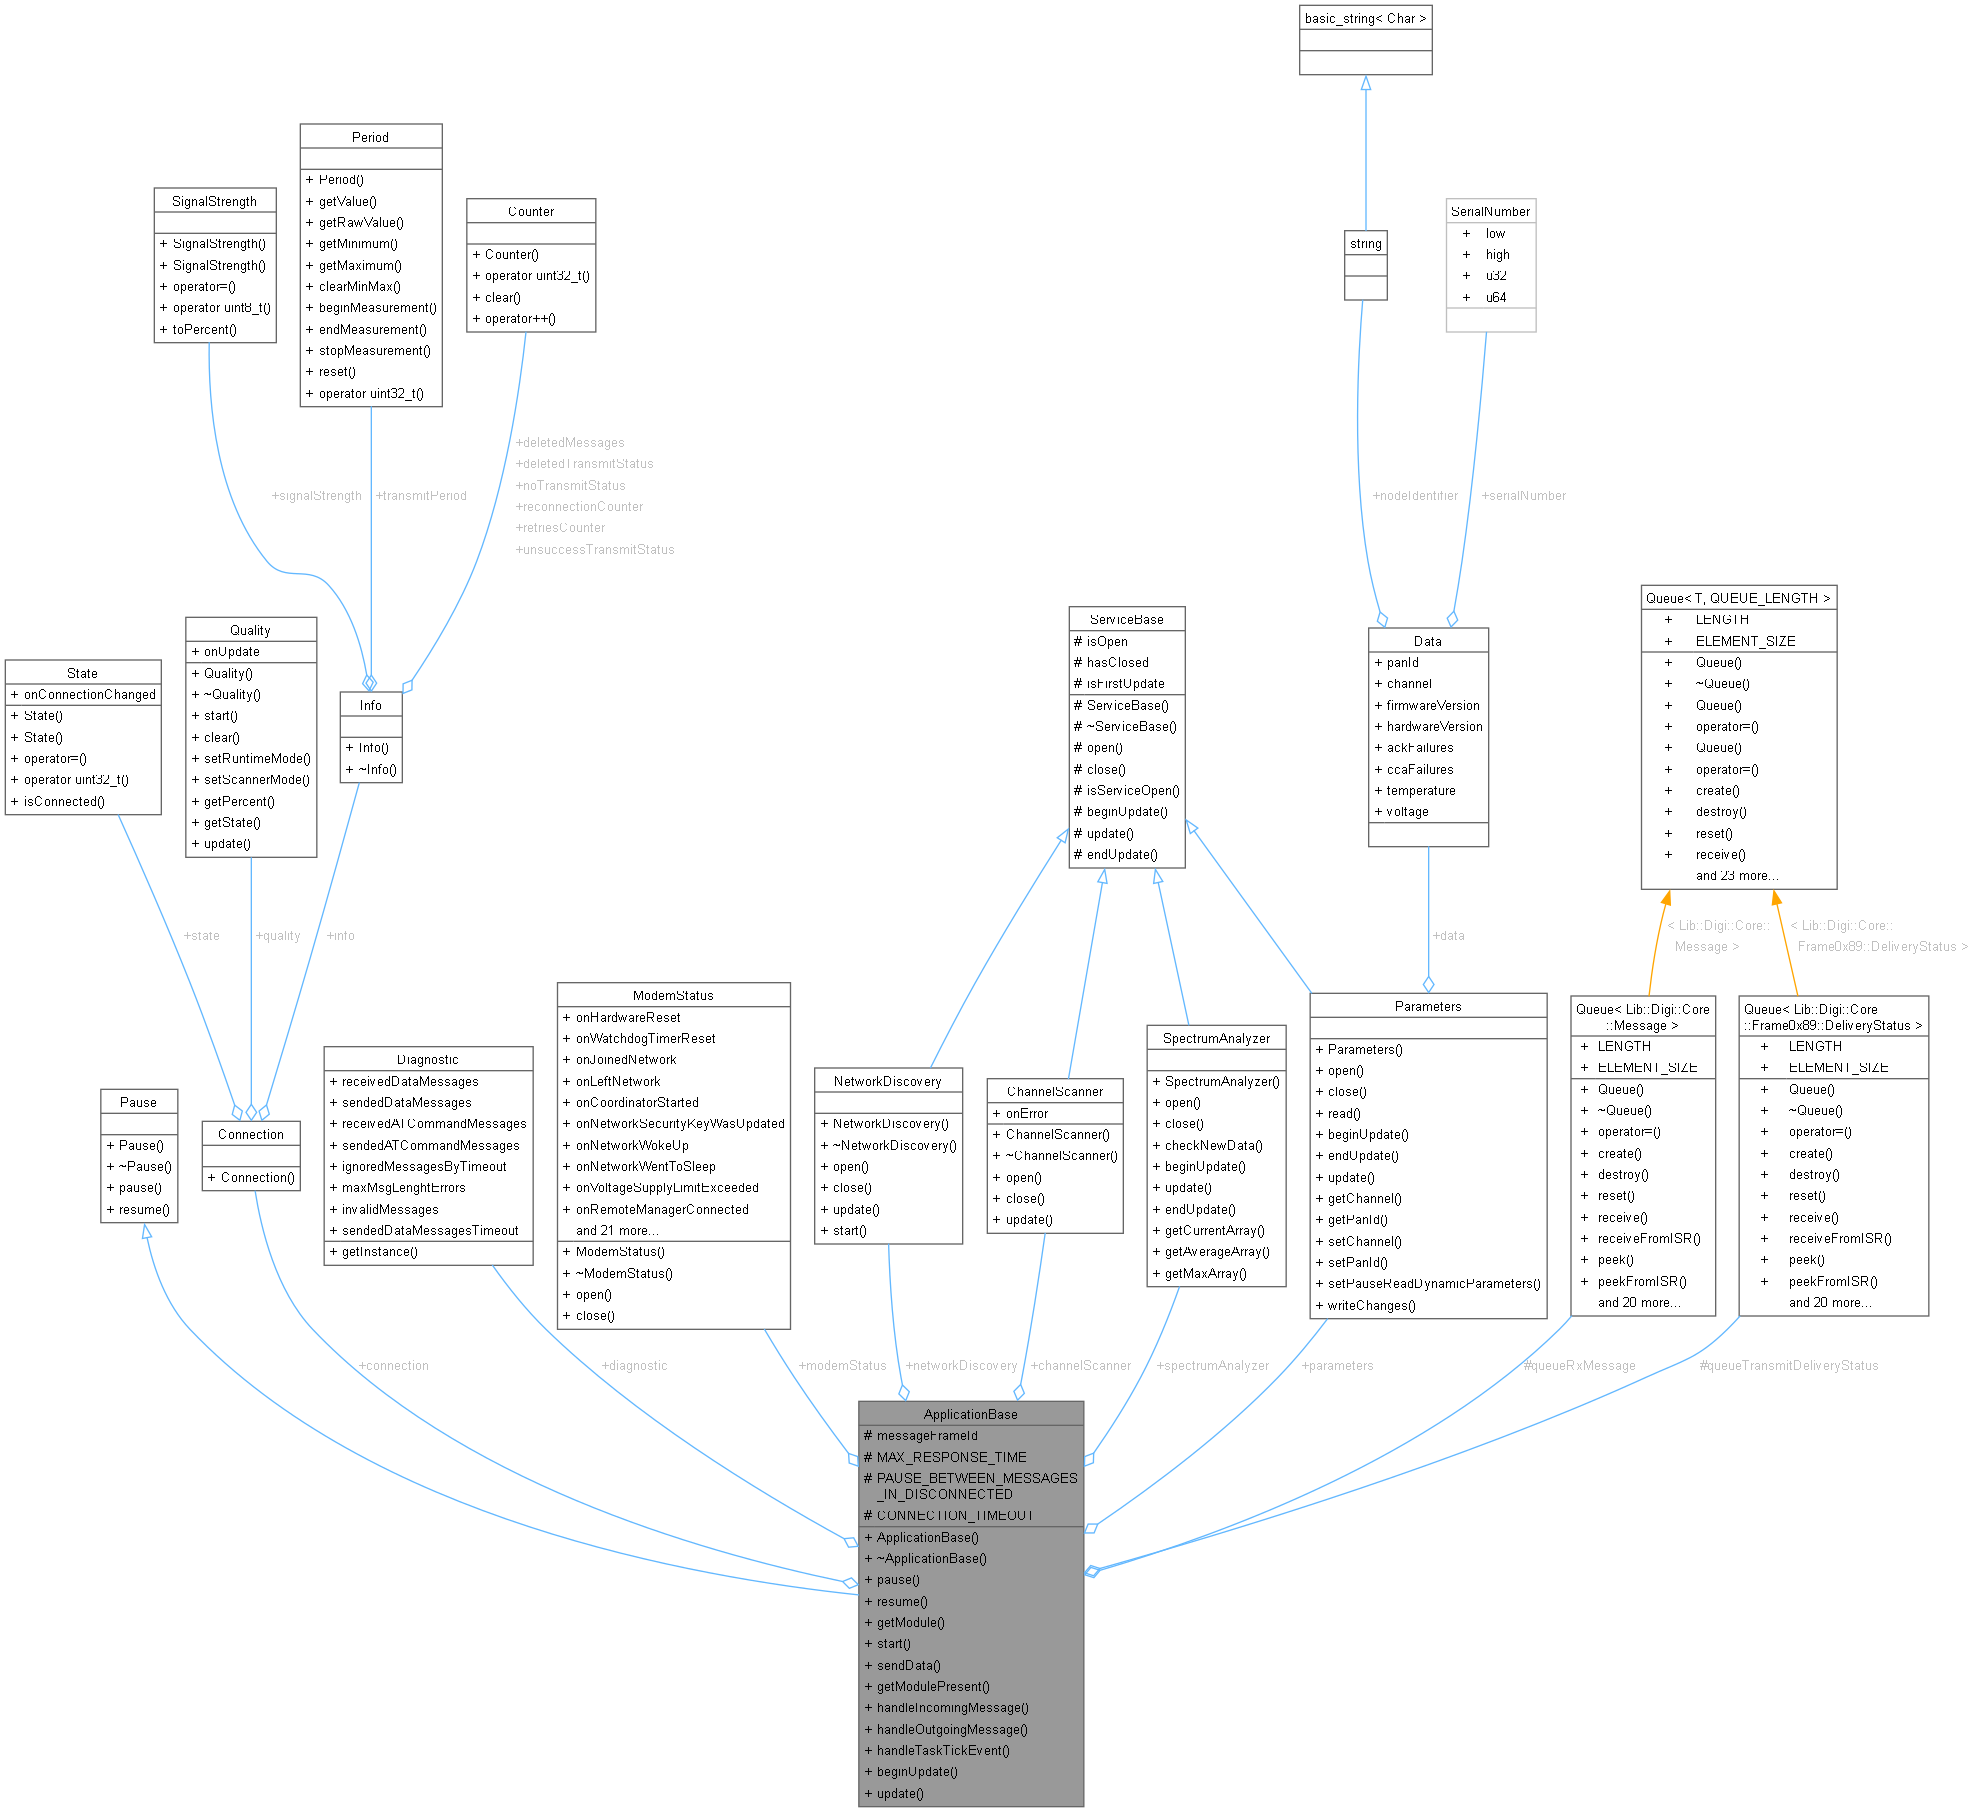 basic_string< Char >
Period
+ Period()
+ getValue()
+ getRawValue()
+ getMinimum()
+ getMaximum()
+ clearMinMax()
+ beginMeasurement()
+ endMeasurement()
+ stopMeasurement()
+ reset()
+ operator uint32_t()
SignalStrength
+ SignalStrength()
+ SignalStrength()
+ operator=()
+ operator uint8_t()
+ toPercent()
Counter
+ Counter()
+ operator uint32_t()
+ clear()
+ operator++()
string
SerialNumber
+ low
+ high
+ u32
+ u64
+deletedMessages
+deletedTransmitStatus
+noTransmitStatus
+reconnectionCounter
+retriesCounter
+unsuccessTransmitStatus
+signalStrength
+transmitPeriod
+nodeIdentifier
+serialNumber
State
+ onConnectionChanged
+ State()
+ State()
+ operator=()
+ operator uint32_t()
+ isConnected()
Quality
+ onUpdate
+ Quality()
+ ~Quality()
+ start()
+ clear()
+ setRuntimeMode()
+ setScannerMode()
+ getPercent()
+ getState()
+ update()
Info
+ Info()
+ ~Info()
ServiceBase
# isOpen
# hasClosed
# isFirstUpdate
# ServiceBase()
# ~ServiceBase()
# open()
# close()
# isServiceOpen()
# beginUpdate()
# update()
# endUpdate()
Data
+ panId
+ channel
+ firmwareVersion
+ hardwareVersion
+ ackFailures
+ ccaFailures
+ temperature
+ voltage
Queue< T, QUEUE_LENGTH >
+ LENGTH
+ ELEMENT_SIZE
+ Queue()
+ ~Queue()
+ Queue()
+ operator=()
+ Queue()
+ operator=()
+ create()
+ destroy()
+ reset()
+ receive()
and 23 more...
+state
+quality
+info
+data
< Lib::Digi::Core::
Message >
< Lib::Digi::Core::
Frame0x89::DeliveryStatus >
Pause
+ Pause()
+ ~Pause()
+ pause()
+ resume()
Connection
+ Connection()
Diagnostic
+ receivedDataMessages
+ sendedDataMessages
+ receivedATCommandMessages
+ sendedATCommandMessages
+ ignoredMessagesByTimeout
+ maxMsgLenghtErrors
+ invalidMessages
+ sendedDataMessagesTimeout
+ getInstance()
ModemStatus
+ onHardwareReset
+ onWatchdogTimerReset
+ onJoinedNetwork
+ onLeftNetwork
+ onCoordinatorStarted
+ onNetworkSecurityKeyWasUpdated
+ onNetworkWokeUp
+ onNetworkWentToSleep
+ onVoltageSupplyLimitExceeded
+ onRemoteManagerConnected
and 21 more...
+ ModemStatus()
+ ~ModemStatus()
+ open()
+ close()
NetworkDiscovery
+ NetworkDiscovery()
+ ~NetworkDiscovery()
+ open()
+ close()
+ update()
+ start()
ChannelScanner
+ onError
+ ChannelScanner()
+ ~ChannelScanner()
+ open()
+ close()
+ update()
SpectrumAnalyzer
+ SpectrumAnalyzer()
+ open()
+ close()
+ checkNewData()
+ beginUpdate()
+ update()
+ endUpdate()
+ getCurrentArray()
+ getAverageArray()
+ getMaxArray()
Parameters
+ Parameters()
+ open()
+ close()
+ read()
+ beginUpdate()
+ endUpdate()
+ update()
+ getChannel()
+ getPanId()
+ setChannel()
+ setPanId()
+ setPauseReadDynamicParameters()
+ writeChanges()
Queue< Lib::Digi::Core
::Message >
+ LENGTH
+ ELEMENT_SIZE
+ Queue()
+ ~Queue()
+ operator=()
+ create()
+ destroy()
+ reset()
+ receive()
+ receiveFromISR()
+ peek()
+ peekFromISR()
and 20 more...
Queue< Lib::Digi::Core
::Frame0x89::DeliveryStatus >
+ LENGTH
+ ELEMENT_SIZE
+ Queue()
+ ~Queue()
+ operator=()
+ create()
+ destroy()
+ reset()
+ receive()
+ receiveFromISR()
+ peek()
+ peekFromISR()
and 20 more...
+connection
+diagnostic
+modemStatus
+networkDiscovery
+channelScanner
+spectrumAnalyzer
+parameters
#queueRxMessage
#queueTransmitDeliveryStatus
ApplicationBase
# messageFrameId
# MAX_RESPONSE_TIME
# PAUSE_BETWEEN_MESSAGES
_IN_DISCONNECTED
# CONNECTION_TIMEOUT
+ ApplicationBase()
+ ~ApplicationBase()
+ pause()
+ resume()
+ getModule()
+ start()
+ sendData()
+ getModulePresent()
+ handleIncomingMessage()
+ handleOutgoingMessage()
+ handleTaskTickEvent()
+ beginUpdate()
+ update()